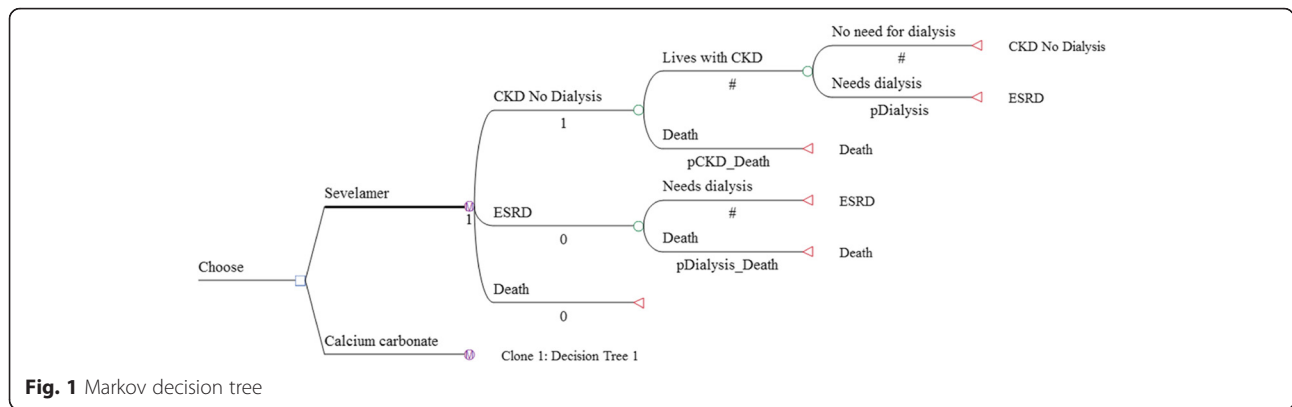 No need for dialysis
CKD No Dialysis
#
Lives with CKD
#
Needs dialysis
ESRD
pDialysis
CKD No Dialysis
1
Death
Death
pCKD_Death
Needs dialysis
ESRD
#
Sevelamer
M
1
ESRD
0
Death
Death
pDialysis_Death
Choose
Death
0
Calcium carbonate
M
Clone 1: Decision Tree 1
Fig. 1 Markov decision tree